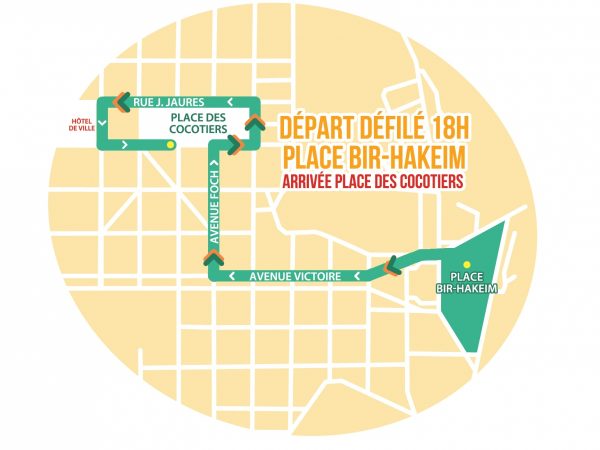 RUE J. JAURES
HÔTEL
DE VILLE
PLACE DES
COCOTIERS
DÉPART DÉFILÉ 18H
PLACE BIR-HAKEIM
ARRIVÉE PLACE DES COCOTIERS
AVENUE FOCH
AVENUE VICTOIRE
PLACE
BIR-HAKEIM